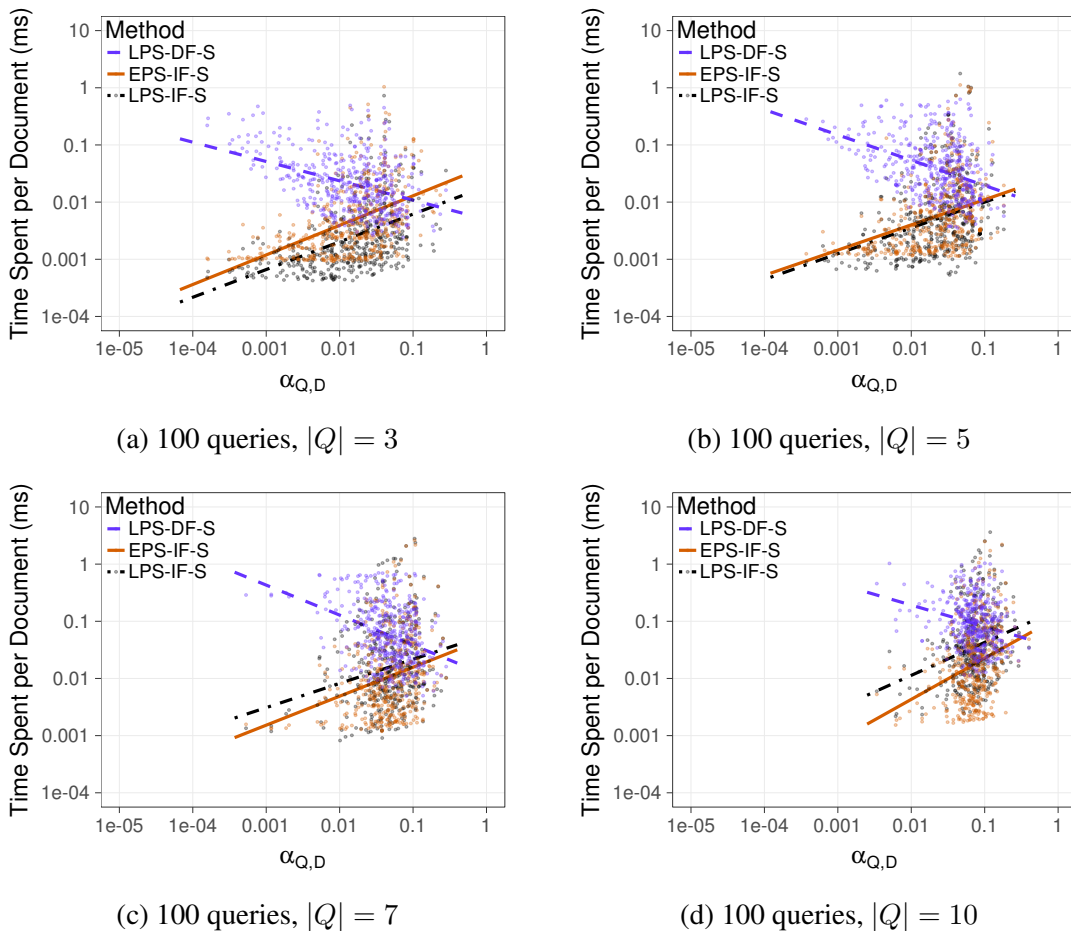 Method
LPS-DF-S
EPS-IF-S
LPS-IF-S
Time Spent per Document (ms)
10
1
0.1
0.01
0.001
1e-04
1e-05 1e-04 0.001 0.01 0.1 1
αQ,D
(a) 100 queries, |Q| = 3
Method
LPS-DF-S
EPS-IF-S
LPS-IF-S
Time Spent per Document (ms)
10
1
0.1
0.01
0.001
1e-04
1e-05 1e-04 0.001 0.01 0.1 1
αQ,D
(b) 100 queries, |Q| = 5
Method
LPS-DF-S
EPS-IF-S
LPS-IF-S
Time Spent per Document (ms)
10
1
0.1
0.01
0.001
1e-04
1e-05 1e-04 0.001 0.01 0.1 1
αQ,D
(c) 100 queries, |Q| = 7
Method
LPS-DF-S
EPS-IF-S
LPS-IF-S
Time Spent per Document (ms)
10
1
0.1
0.01
0.001
1e-04
1e-05 1e-04 0.001 0.01 0.1 1
αQ,D
(d) 100 queries, |Q| = 10